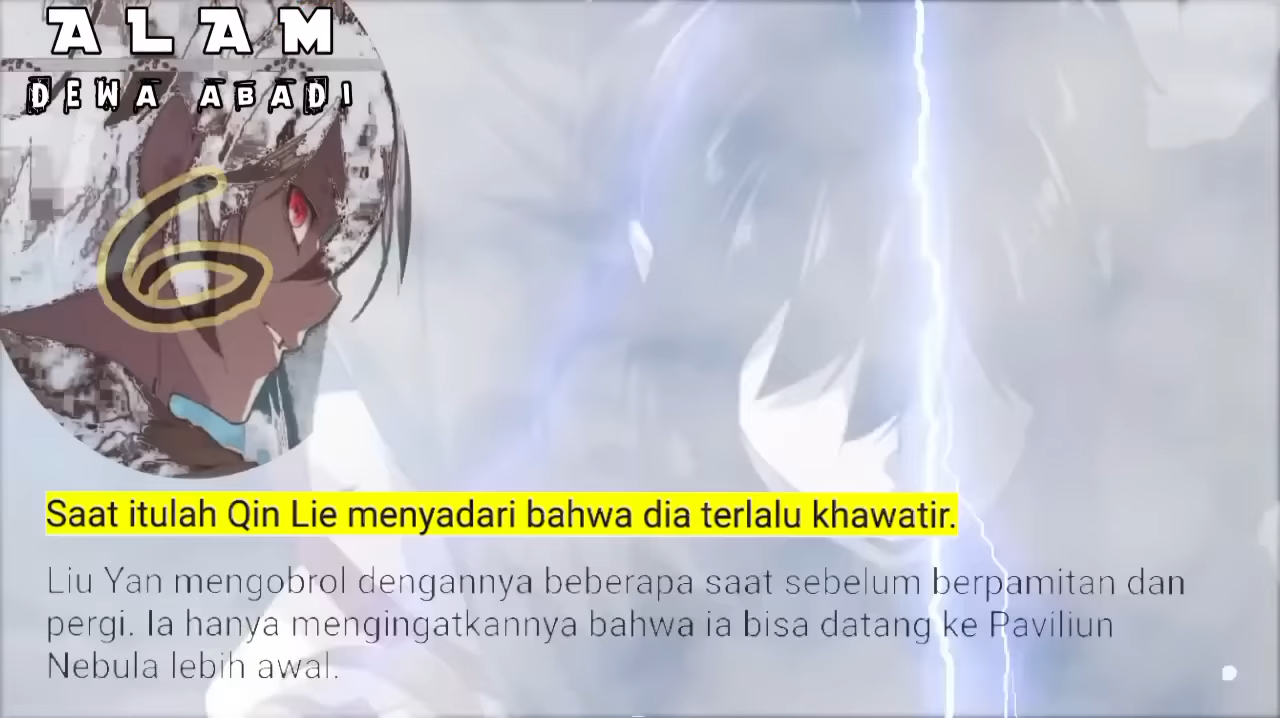 ALAM
DEWA ABADI
6
Saat itulah Qin Lie menyadari bahwa dia terlalu khawatir.
Liu Yan mengobrol dengannya beberapa saat sebelum berpamitan dan
pergi. Ia hanya mengingatkannya bahwa ia bisa datang ke Paviliun
Nebula lebih awal.